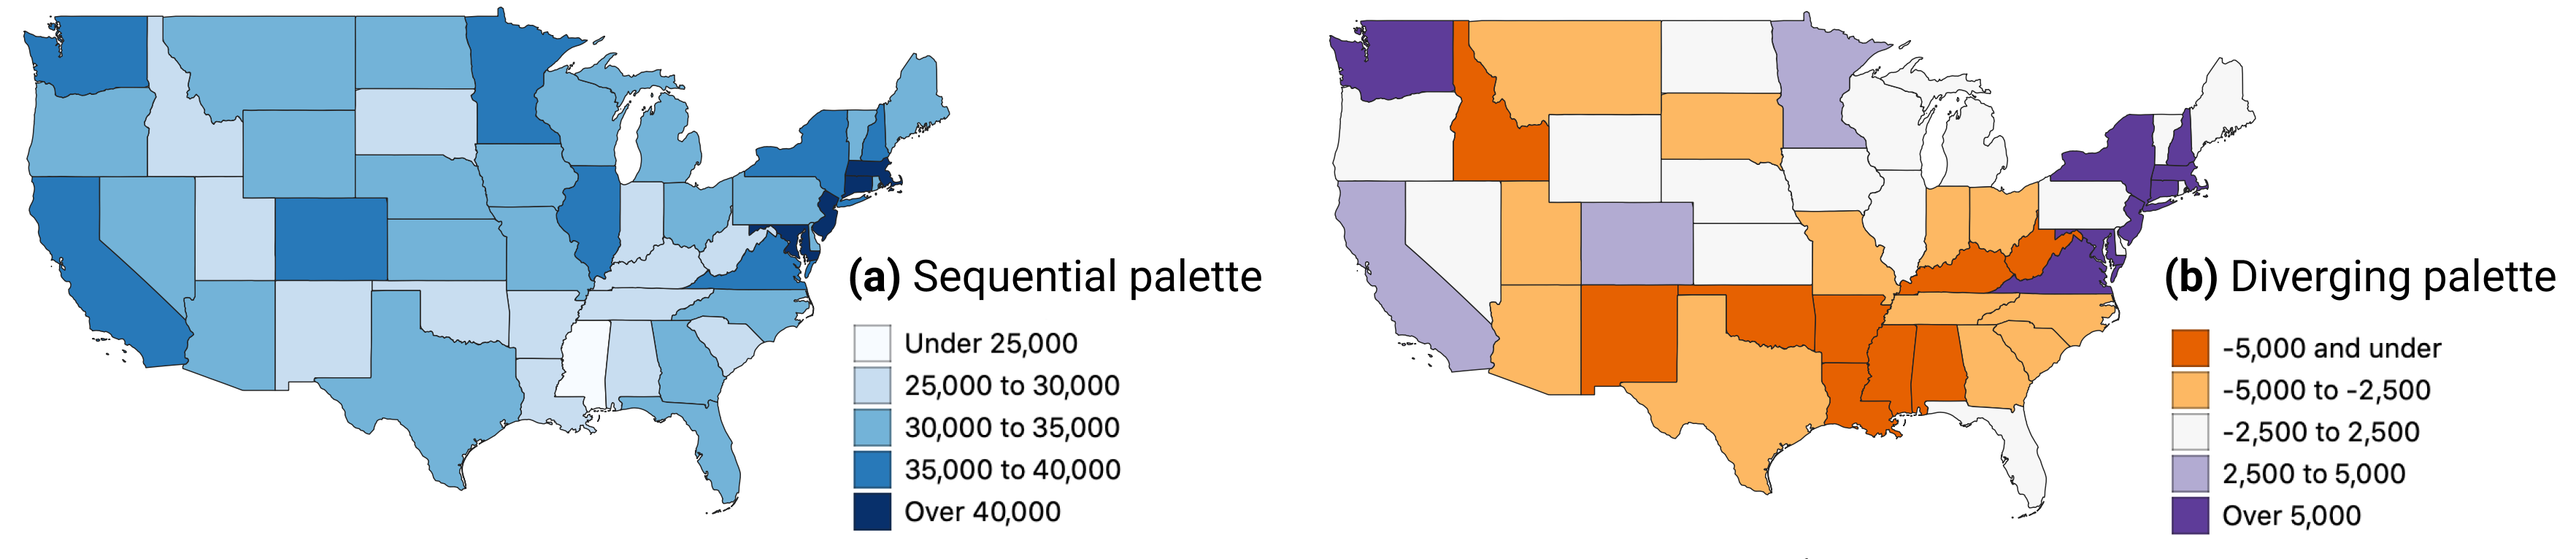 (a) Sequential palette
Under 25,000
25,000 to 30,000
30,000 to 35,000
35,000 to 40,000
Over 40,000
(b) Diverging palette
-5,000 and under
-5,000 to -2,500
-2,500 to 2,500
2,500 to 5,000
Over 5,000